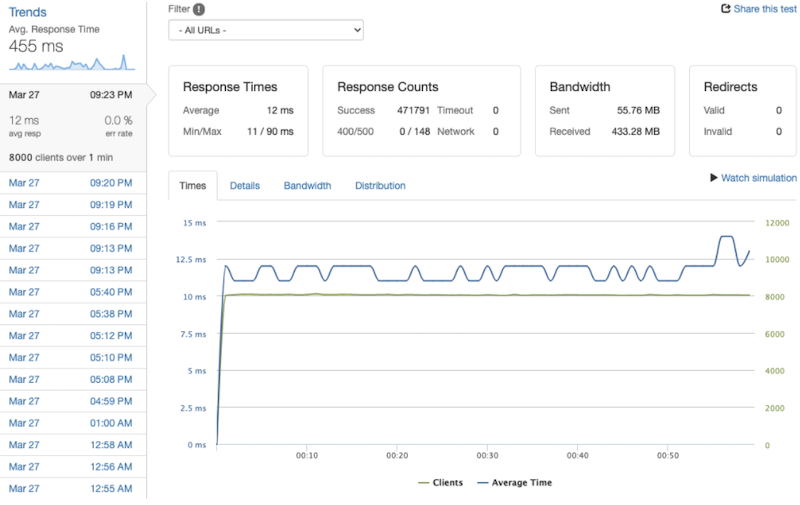 Trends
Avg. Response Time
455 ms
Mar 27 09:23 PM
12 ms 0.0 %
avg resp err rate
8000 clients over 1 min
Mar 27 09:20 PM
Mar 27 09:19 PM
Mar 27 09:16 PM
Mar 27 09:13 PM
Mar 27 09:13 PM
Mar 27 05:40 PM
Mar 27 05:38 PM
Mar 27 05:12 PM
Mar 27 05:10 PM
Mar 27 05:08 PM
Mar 27 04:59 PM
Mar 27 01:00 AM
Mar 27 12:58 AM
Mar 27 12:56 AM
Mar 27 12:55 AM
Filter !
Share this test
- All URLs -
Response Times
Average 12 ms
Min/Max 11 / 90 ms
Response Counts
Success 471791 Timeout 0
400/500 0 / 148 Network 0
Bandwidth
Sent 55.76 MB
Received 433.28 MB
Redirects
Valid 0
Invalid 0
Times Details Bandwidth Distribution
Watch simulation
15 ms 12000
12.5 ms 10000
10 ms 8000
7.5 ms 6000
5 ms 4000
2.5 ms 2000
0 ms 0
00:10 00:20 00:30 00:40 00:50
Clients Average Time